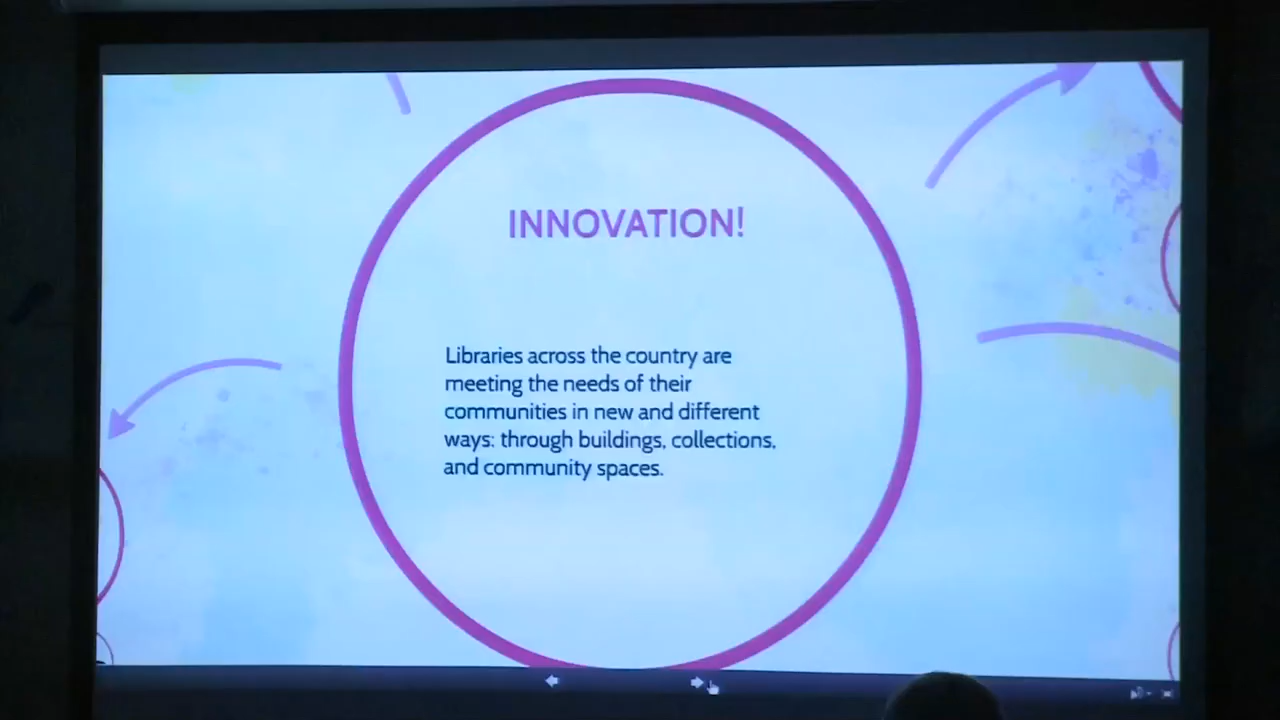 INNOVATION!
Libraries across the country are
meeting the needs of their
communities in new and different
ways: through buildings, collections,
and community spaces.